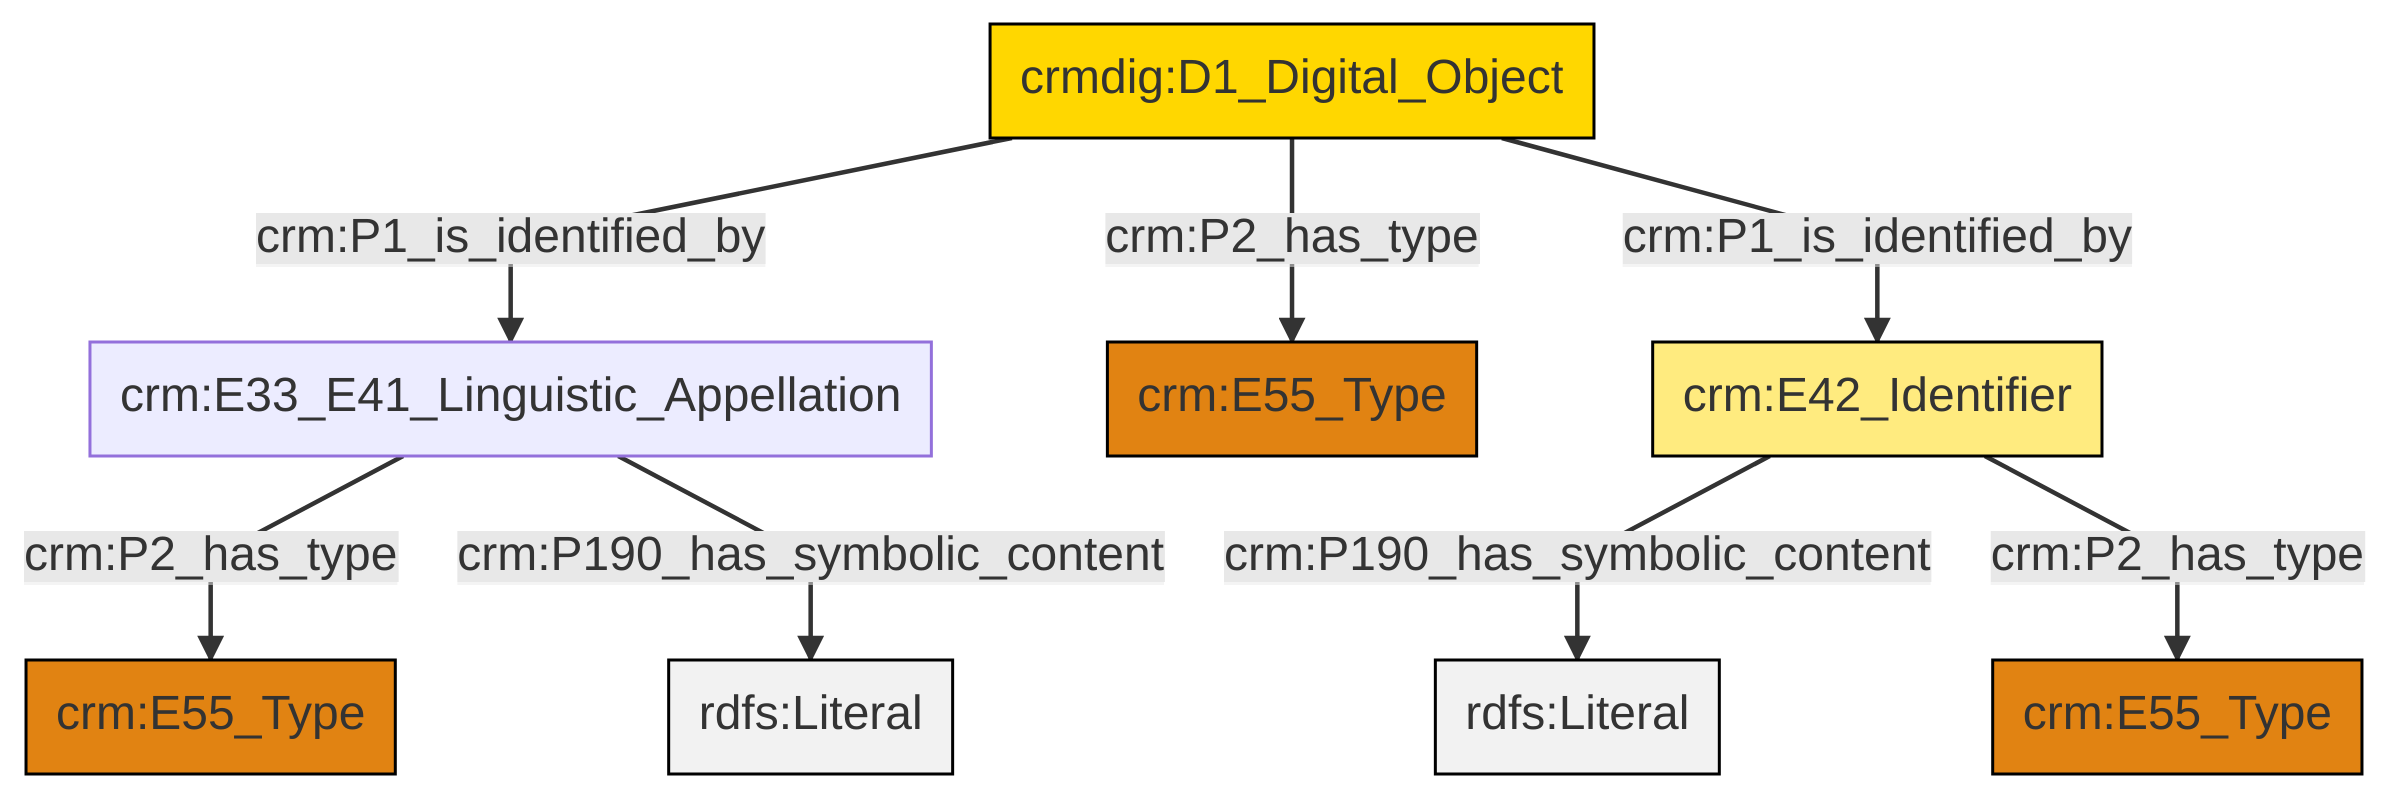 crmdig:D1_Digital_Object
crm:P1_is_identified_by
crm:P2_has_type
crm:P1_is_identified_by
crm:E33_E41_Linguistic_Appellation
crm:E55_Type
crm:E42_Identifier
crm:P2_has_type
crm:P190_has_symbolic_content
crm:P190_has_symbolic_content
crm:P2_has_type
crm:E55_Type
rdfs:Literal
rdfs:Literal
crm:E55_Type